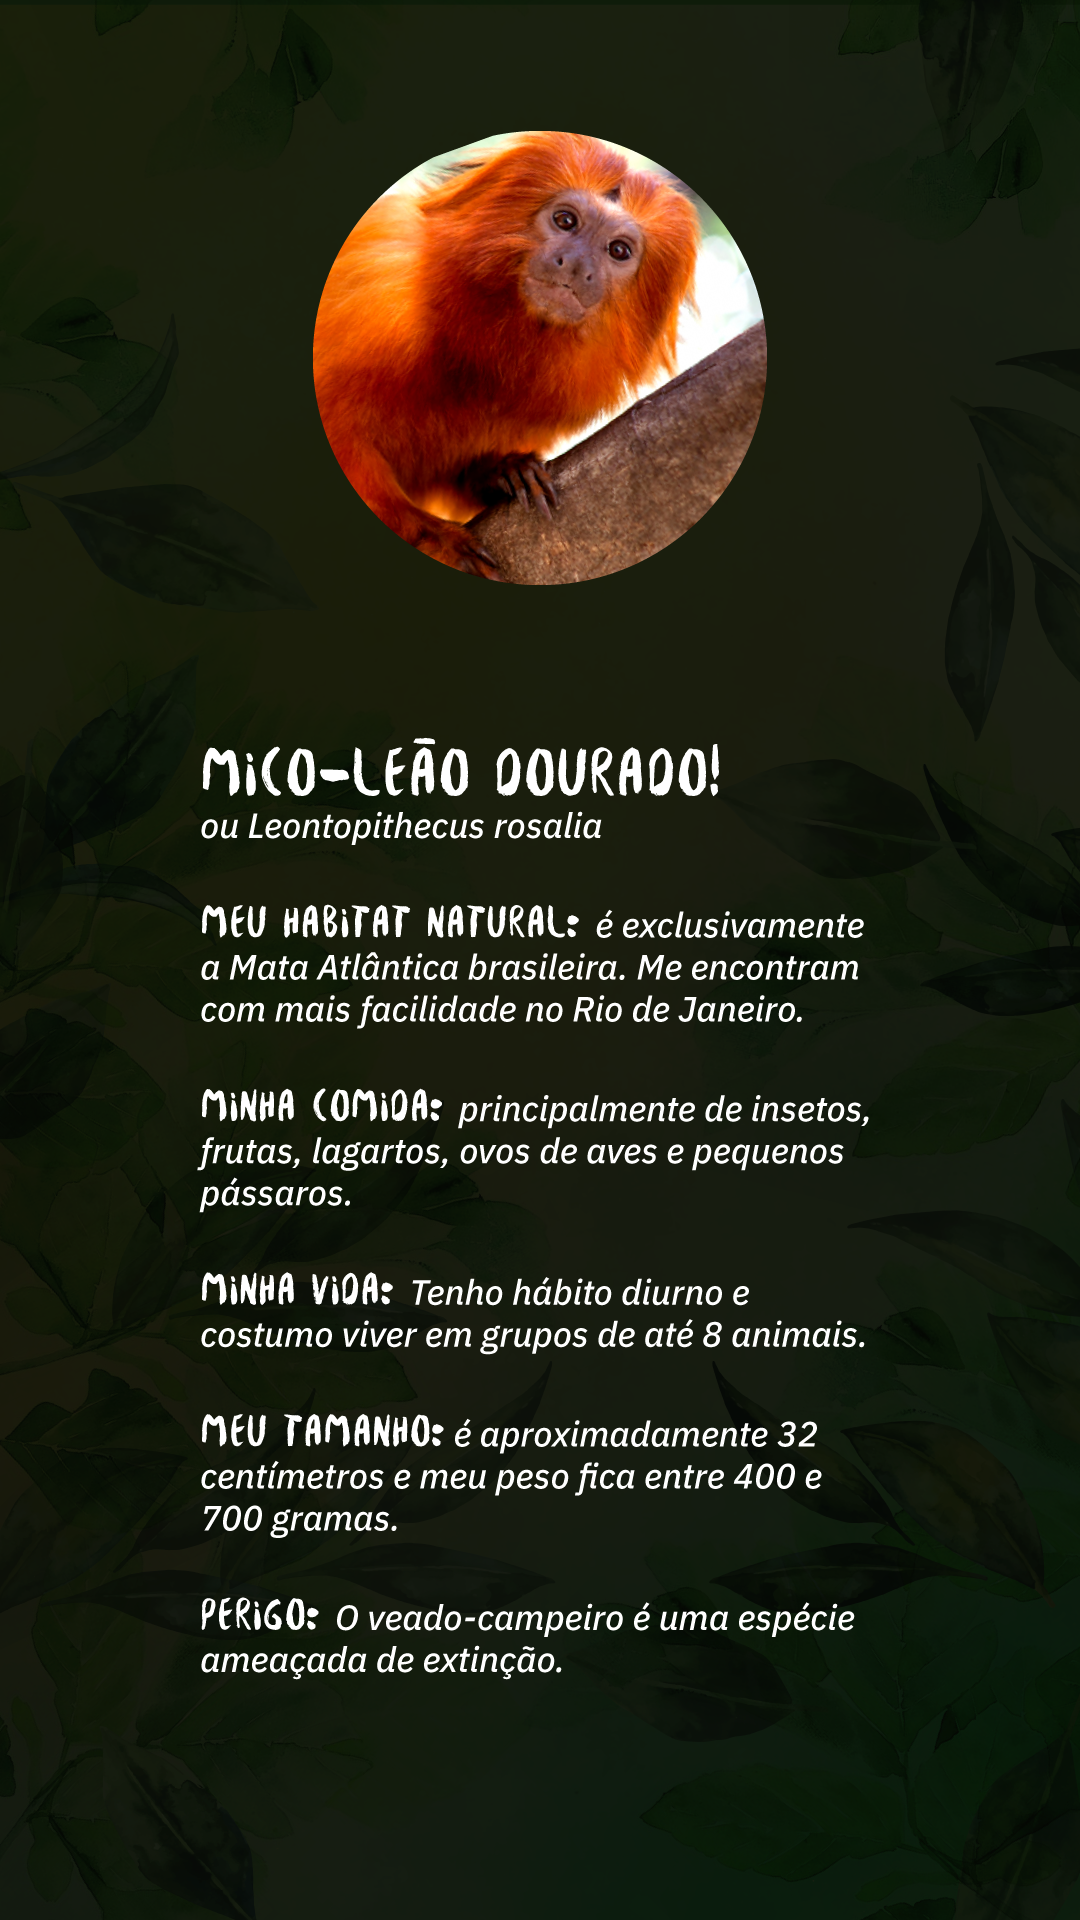 MiCO-LEÃO DOURADO!
ou Leontopithecus rosalia
MEU HABiTAT NATURAL: é exclusivamente
a Mata Atlântica brasileira. Me encontram
com mais facilidade no Rio de Janeiro.
MiNHA COMiDA: principalmente de insetos,
frutas, lagartos, ovos de aves e pequenos
pássaros.
MiNHA ViDA: Tenho hábito diurno e
costumo viver em grupos de até 8 animais.
MEU TAMANHO: é aproximadamente 32
centímetros e meu peso fica entre 400 e
700 gramas.
PERiGO: O veado-campeiro é uma espécie
ameaçada de extinção.